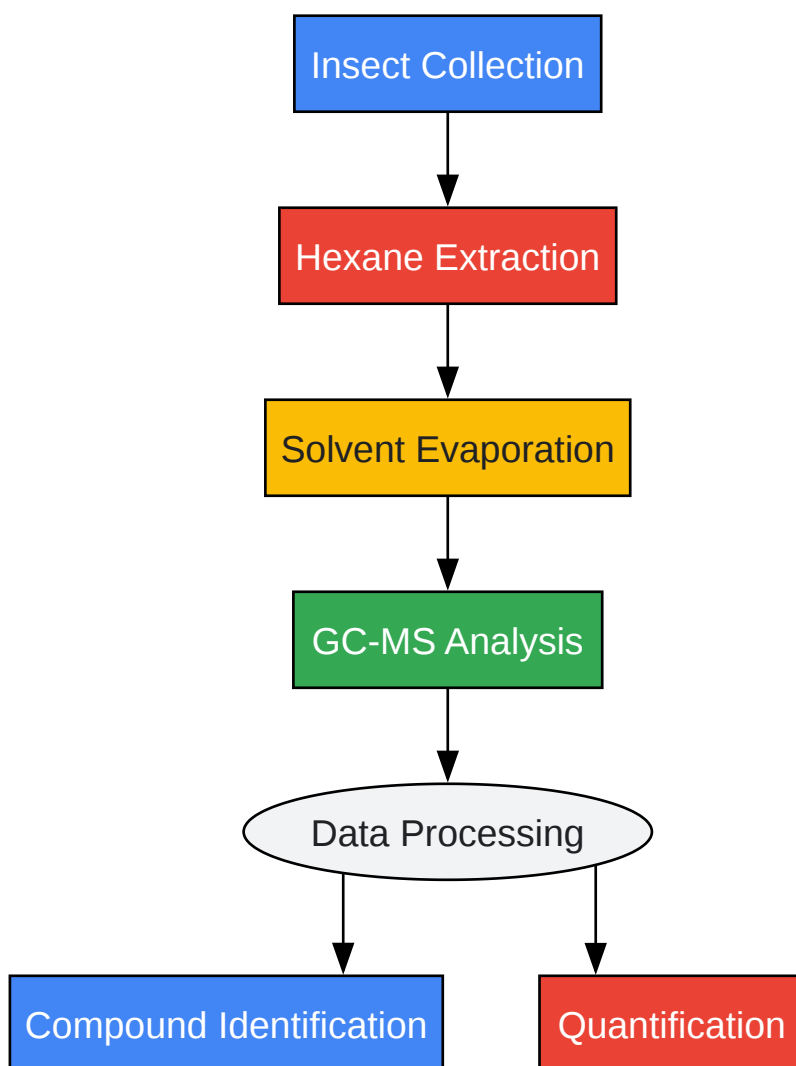 Insect Collection
Hexane Extraction
Solvent Evaporation
GC-MS Analysis
Data Processing
Compound Identification
Quantification